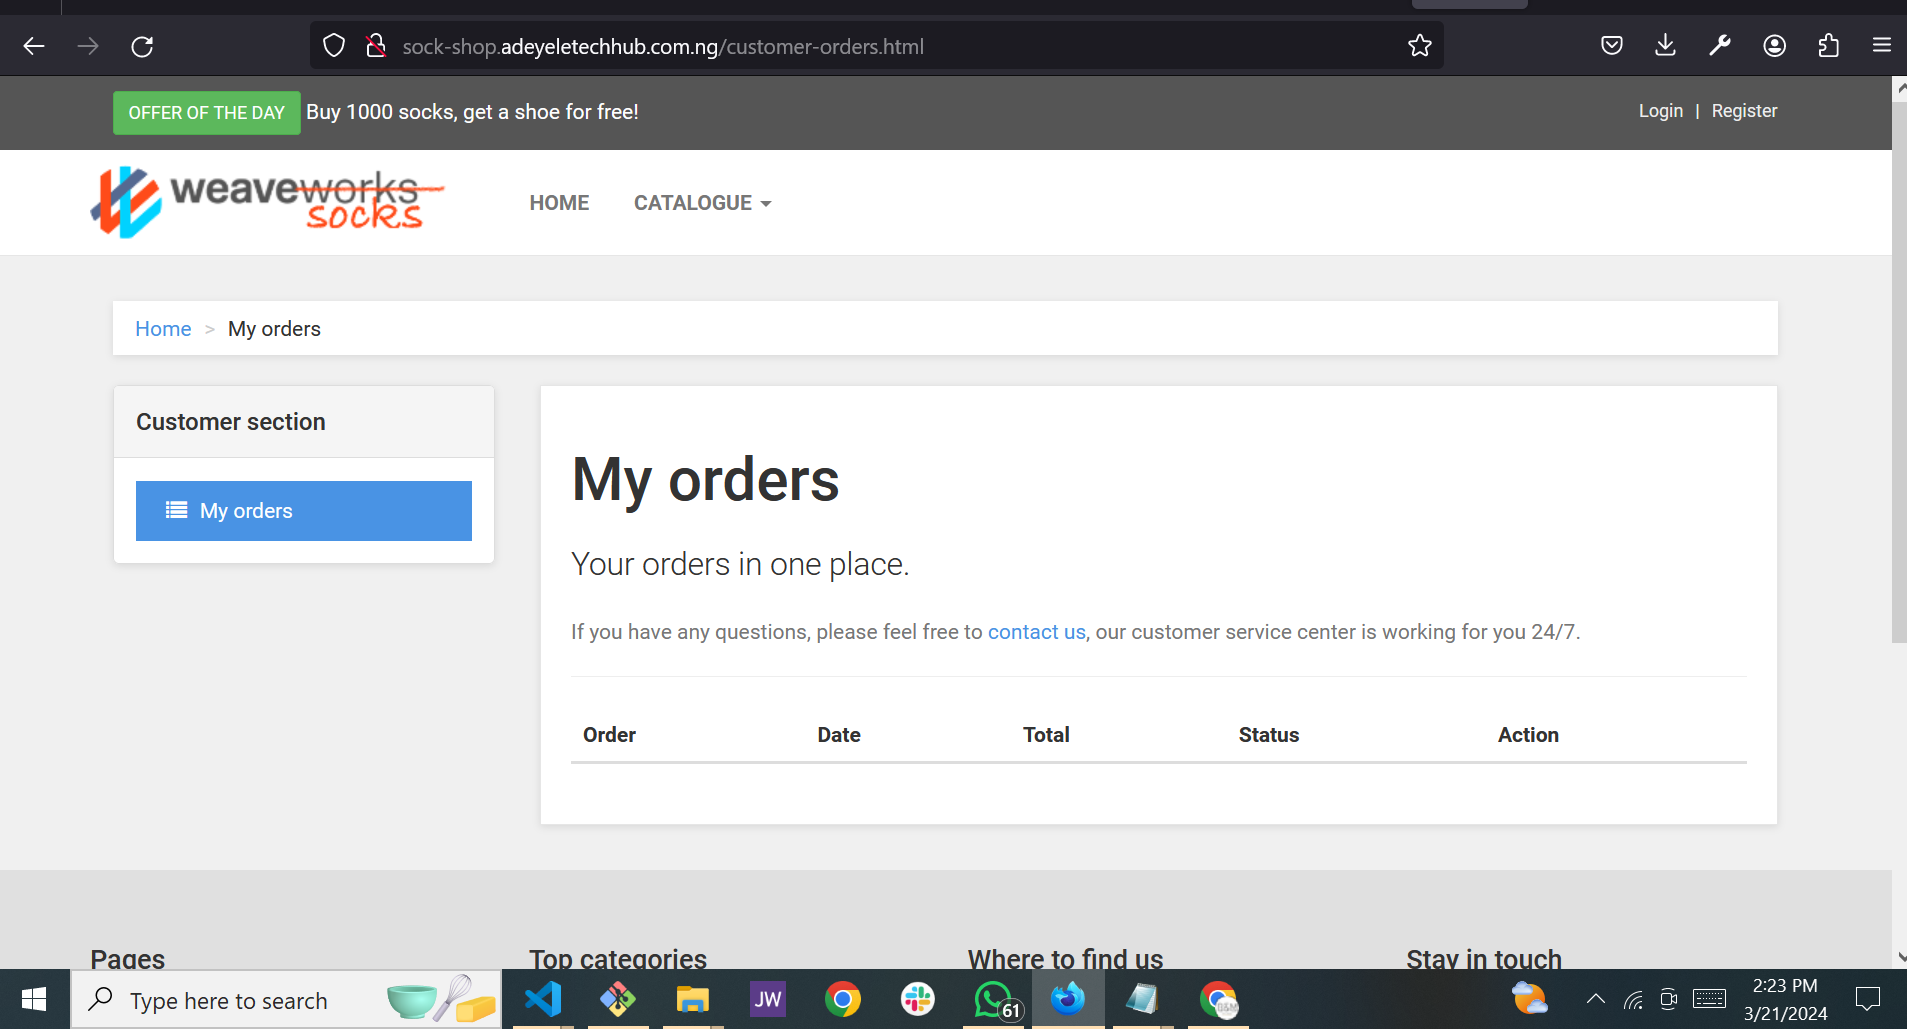 sock-shop.adeyeletechhub.com.ng/customer-orders.html
OFFER OF THE DAY Buy 1000 socks, get a shoe for free!
Login | Register
weaveworks
socks
HOME
CATALOGUE
Home > My orders
Customer section
My orders
My orders
Your orders in one place.
If you have any questions, please feel free to contact us, our customer service center is working for you 24/7.
Order Date Total Status Action
Pages
Top categories
Where to find us
Stay in touch
Type here to search
JW
61
G&M
2:23 PM
3/21/2024